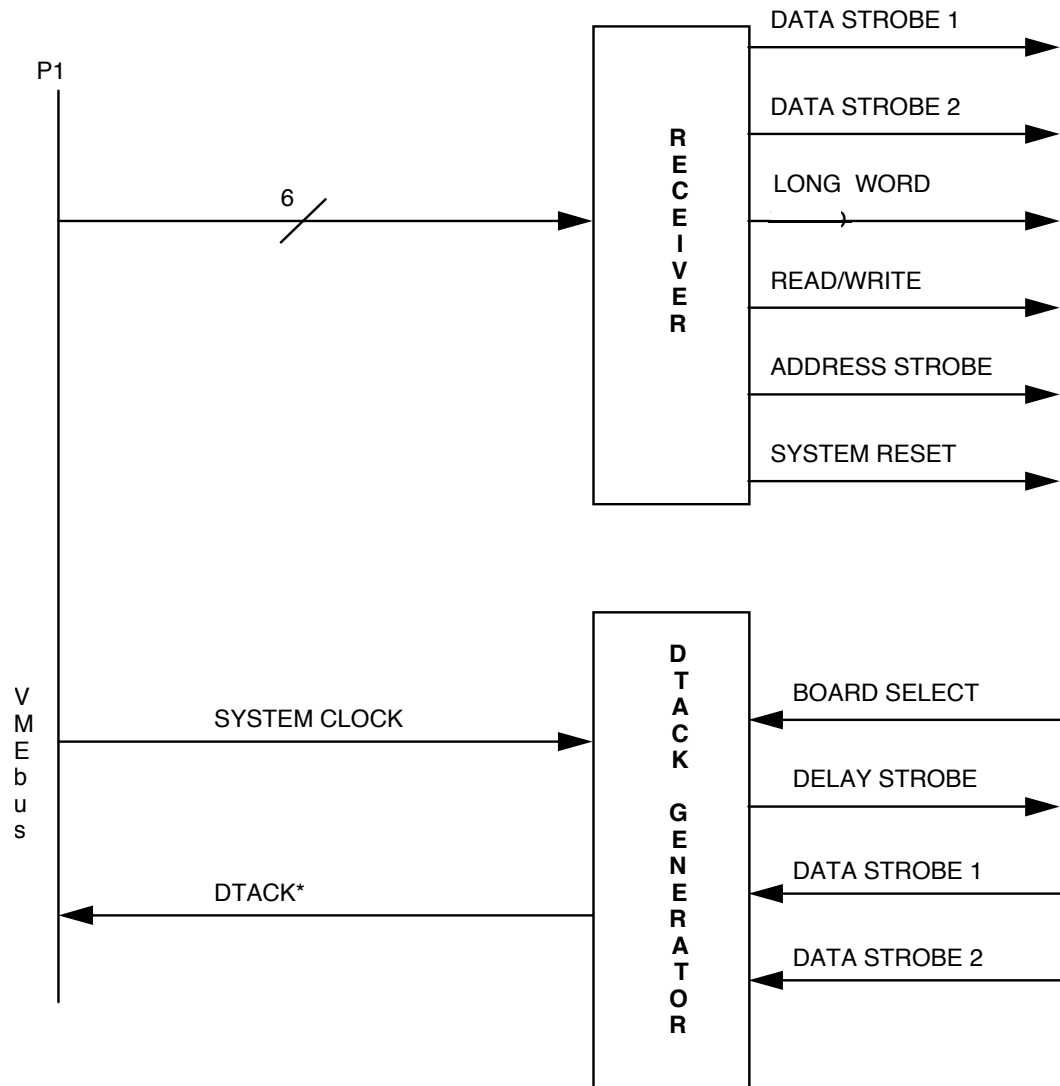 DATA STROBE 1
P1
DATA STROBE 2
RECEIVER
6
LONG WORD
READ/WRITE
ADDRESS STROBE
SYSTEM RESET
DTACK GENERATOR
VMEbus
BOARD SELECT
SYSTEM CLOCK
DELAY STROBE
DATA STROBE 1
DTACK*
DATA STROBE 2